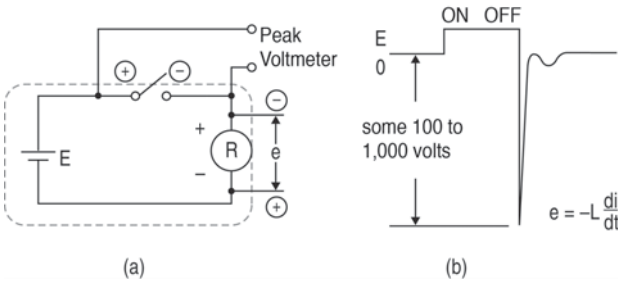 Peak
Voltmeter
+ −
−
+
E
R
e
−
+
(a)
ON OFF
E
0
some 100 to
1,000 volts
e = –L di/dt
(b)